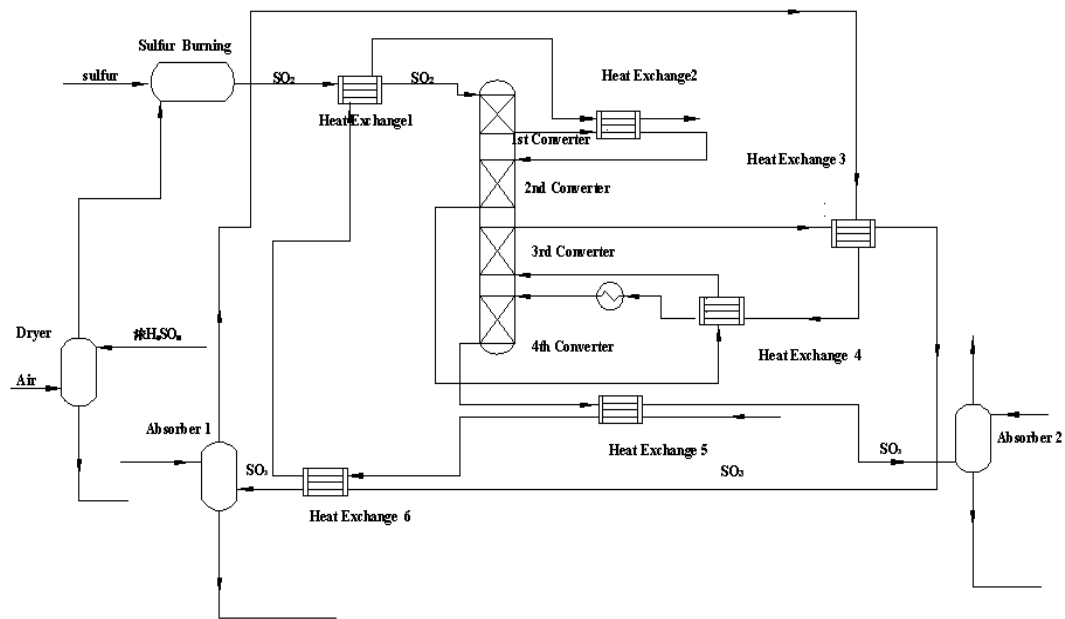 Sulfur Burning
sulfur
SO₂
SO₂
Heat Exchange1
Heat Exchange2
1st Converter
Heat Exchange 3
2nd Converter
3rd Converter
Dryer
4th Converter
Heat Exchange 4
Air
Absorber 1
Absorber 2
Heat Exchange 5
SO₃
SO₃
SO₃
Heat Exchange 6